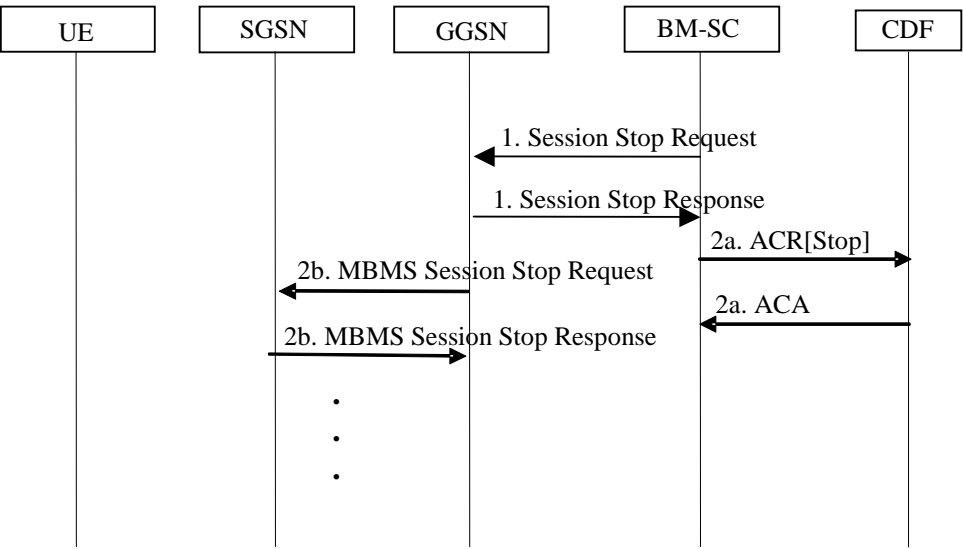 UE
SGSN
GGSN
BM-SC
CDF
1. Session Stop Request
1. Session Stop Response
2a. ACR[Stop]
2b. MBMS Session Stop Request
2a. ACA
2b. MBMS Session Stop Response